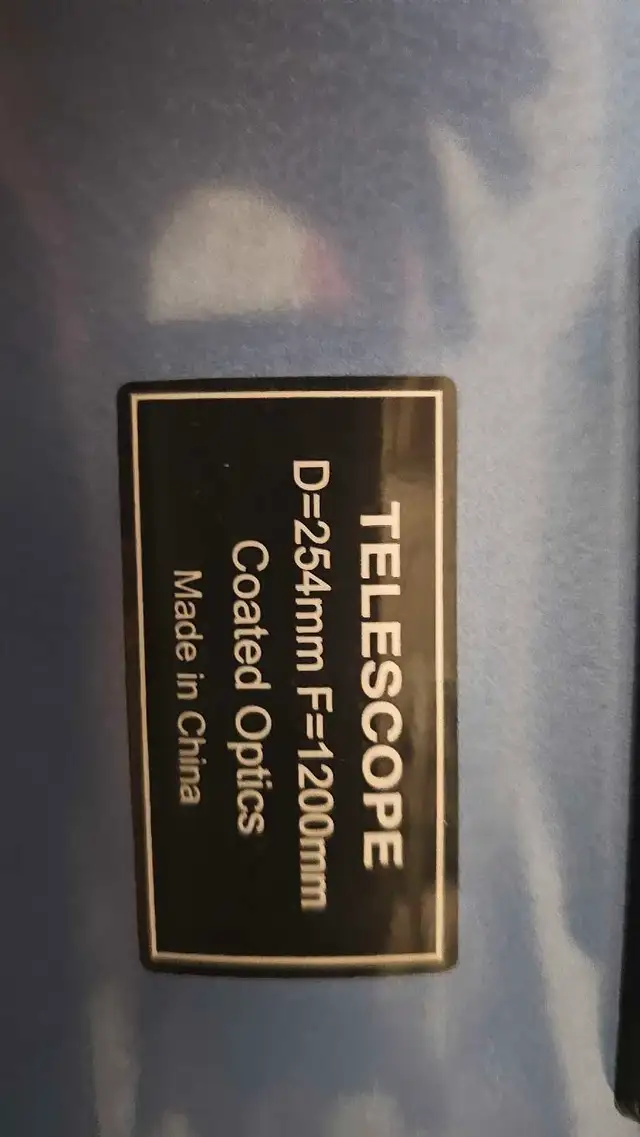 TELESCOPE
D=254mm F=1200mm
Coated Optics
Made in China